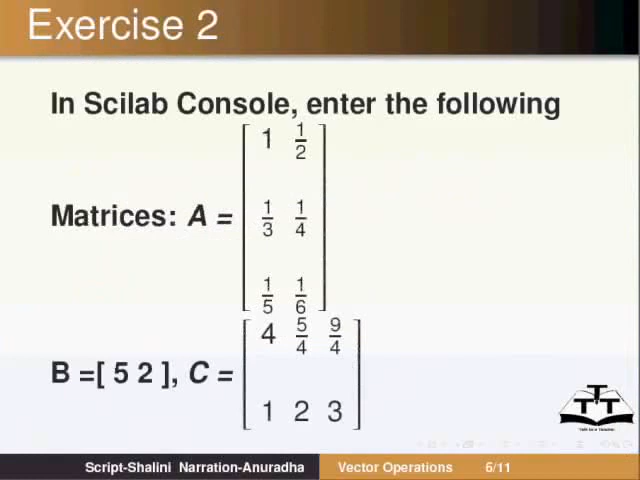 Exercise 2
In Scilab Console, enter the following
Matrices: A = [ 1 1/2
1/3 1/4
1/5 1/6 ]
B =[ 5 2 ], C = [ 4 5/4 9/4
1 2 3 ]
TTT
Script-Shalini Narration-Anuradha Vector Operations 6/11